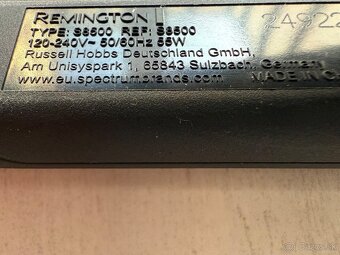 REMINGTON
24922
TYPE: S8500 REF: S8500
120-240V~ 50/60Hz 55W
Russell Hobbs Deutschland GmbH,
Am Unisyspark 1, 65843 Sulzbach, Germany
www.eu.spectrumbrands.com
MADE IN